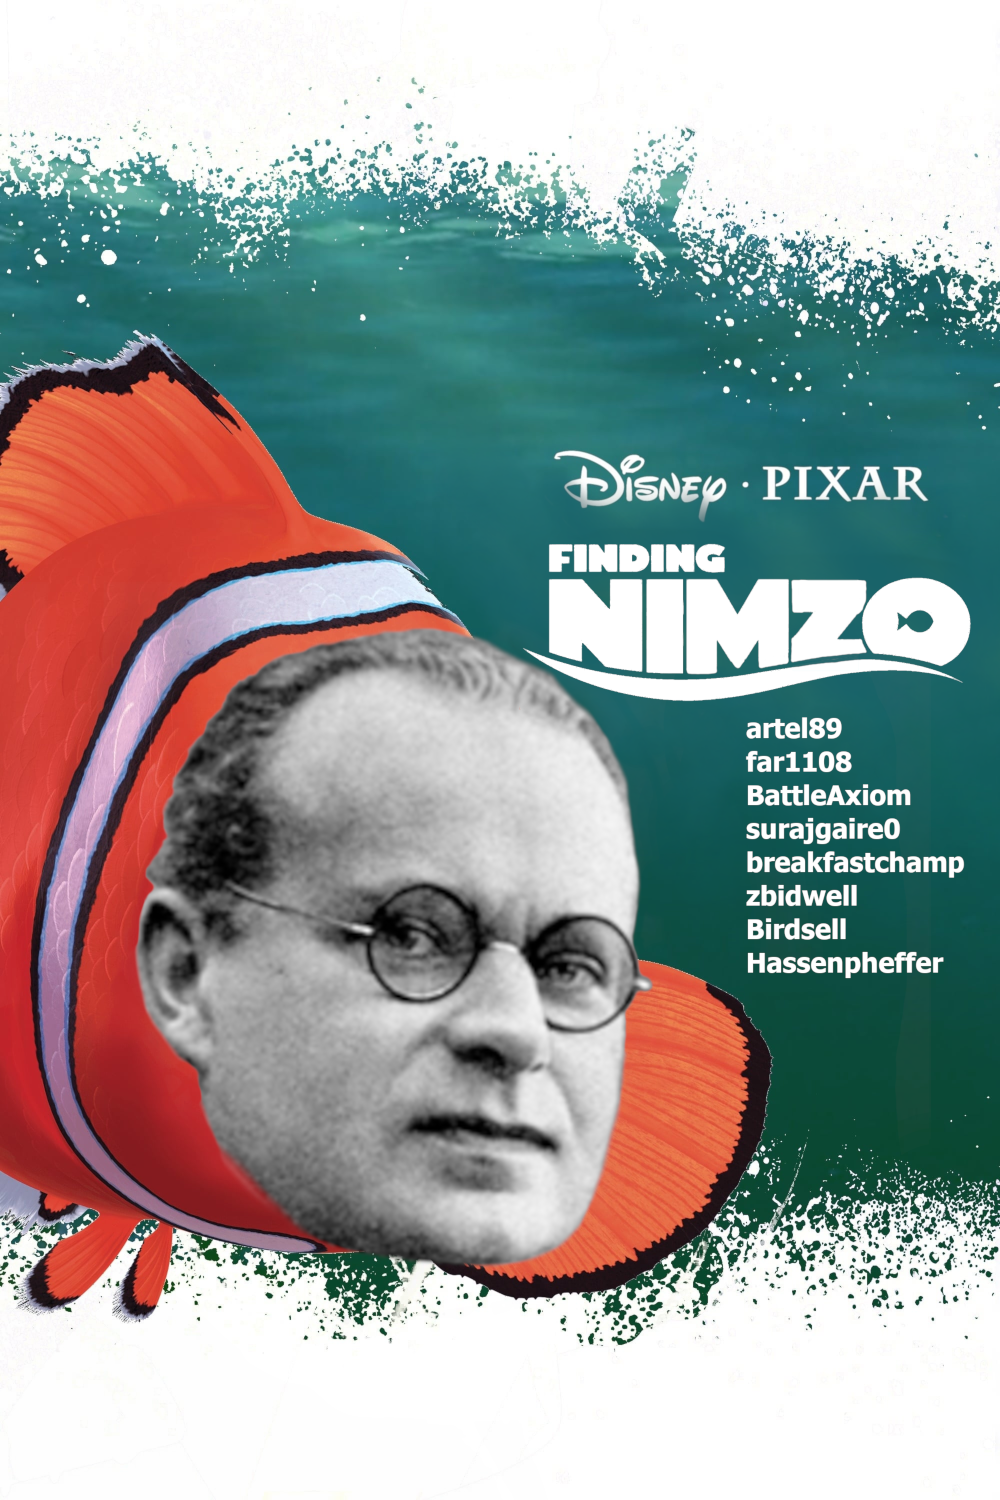 Disney · PIXAR
FINDING
NIMZO
artel89
far1108
BattleAxiom
surajgaire0
breakfastchamp
zbidwell
Birdsell
Hassenpheffer